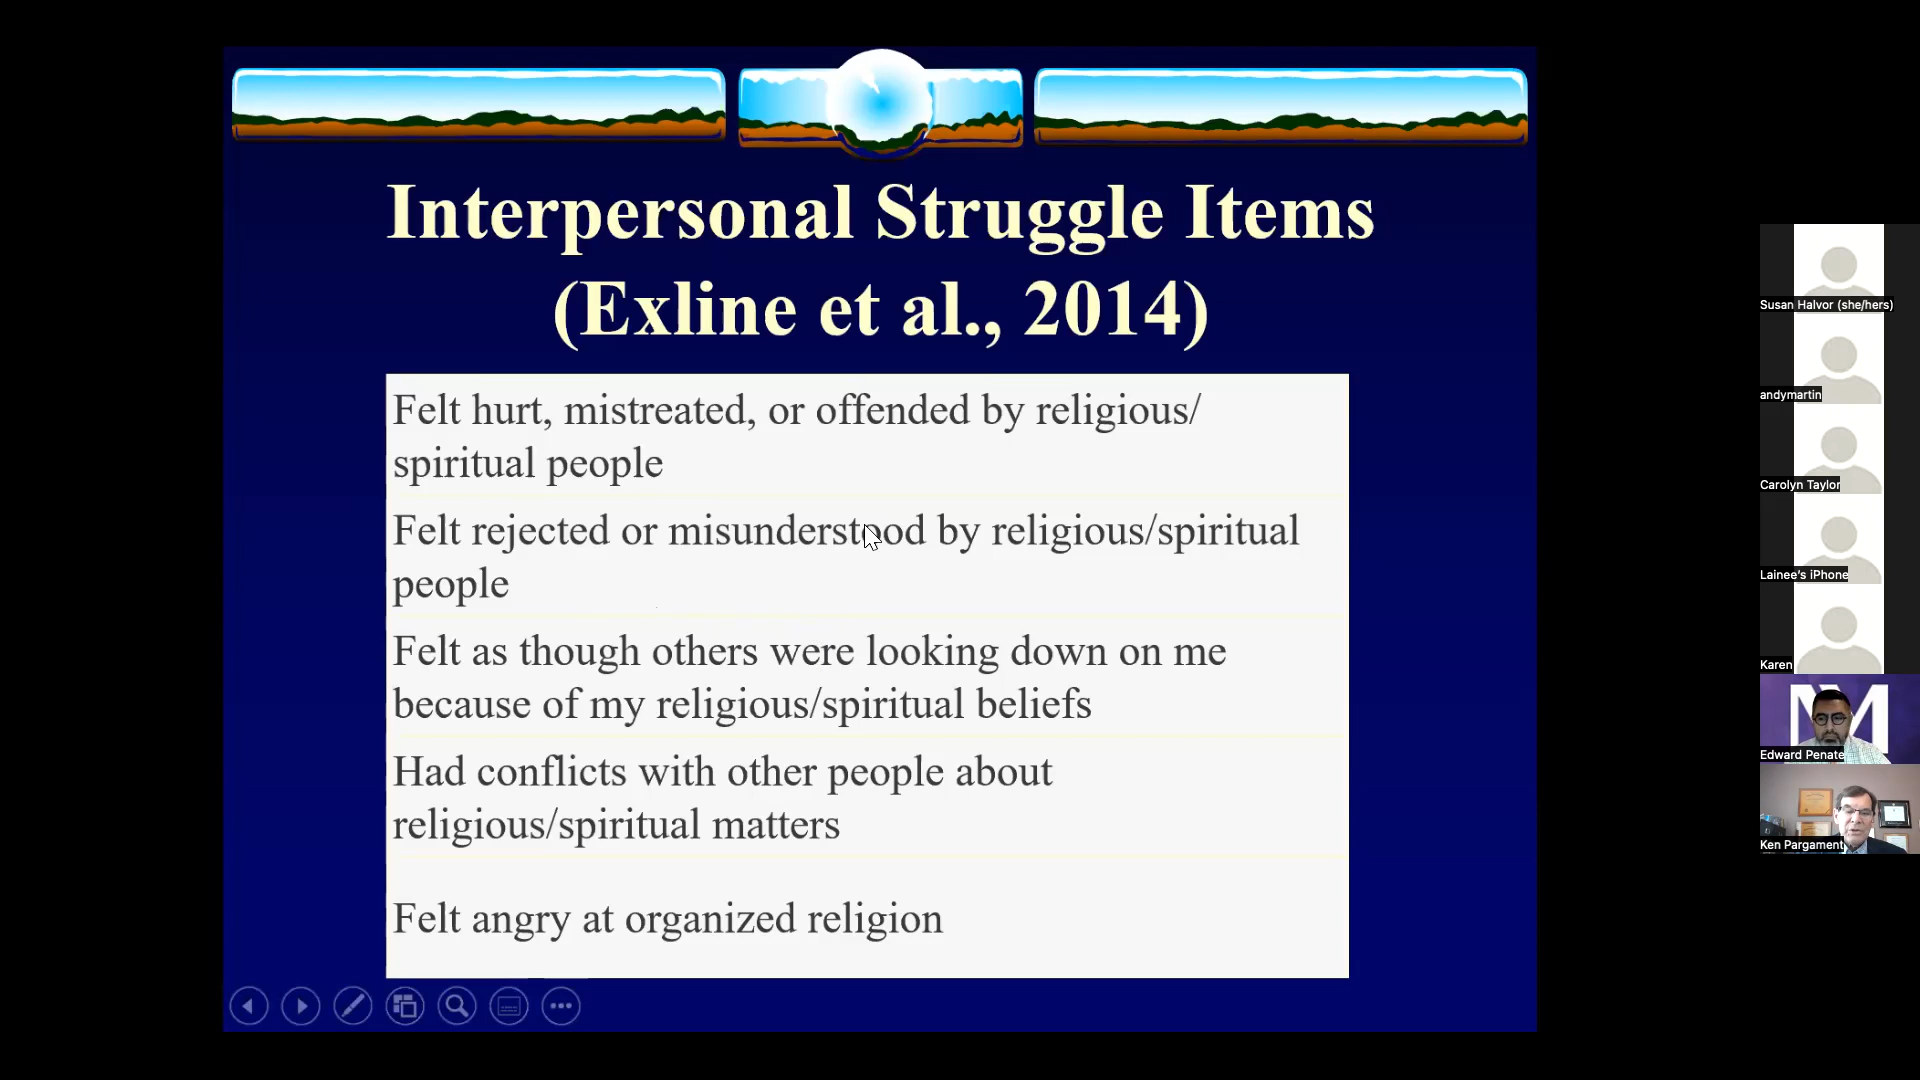 Interpersonal Struggle Items
(Exline et al., 2014)
Felt hurt, mistreated, or offended by religious/
spiritual people
Felt rejected or misunderstood by religious/spiritual
people
Felt as though others were looking down on me
because of my religious/spiritual beliefs
Had conflicts with other people about
religious/spiritual matters
Felt angry at organized religion
Susan Halvor (she/hers)
andymartin
Carolyn Taylor
Lainee's iPhone
Karen
Edward Penate
Ken Pargament